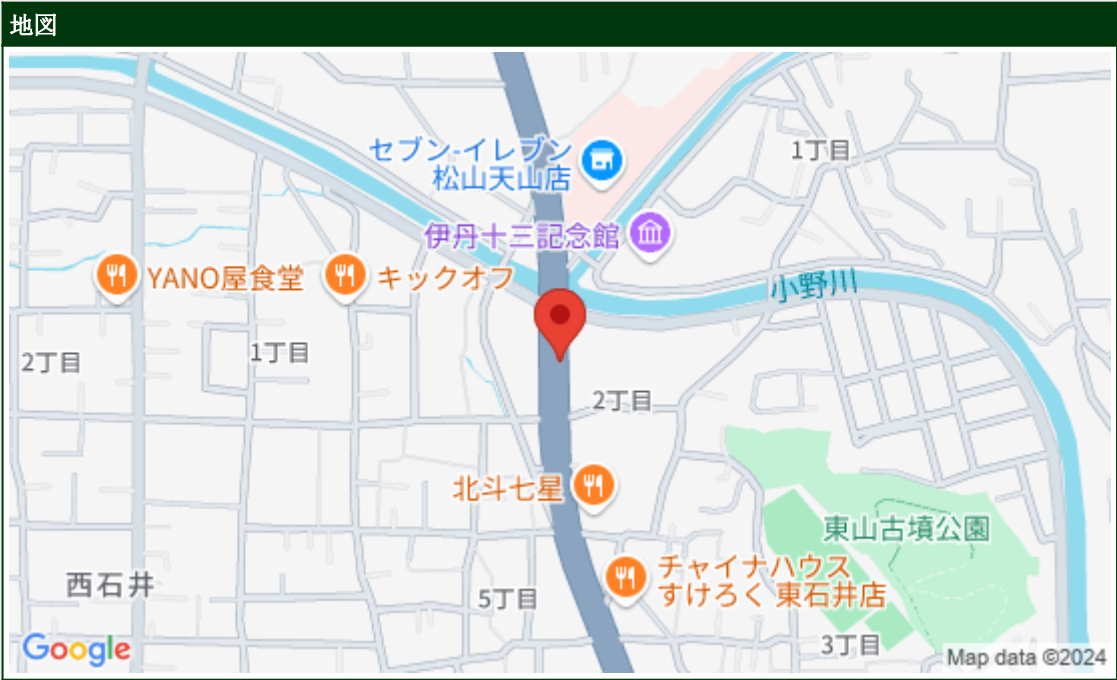 地図
セブン-イレブン
松山天山店
1丁目
伊丹十三記念館
YANO屋食堂
キックオフ
小野川
2丁目
1丁目
2丁目
北斗七星
東山古墳公園
チャイナハウス
すけろく 東石井店
西石井
5丁目
3丁目
Google
Map data ©2024